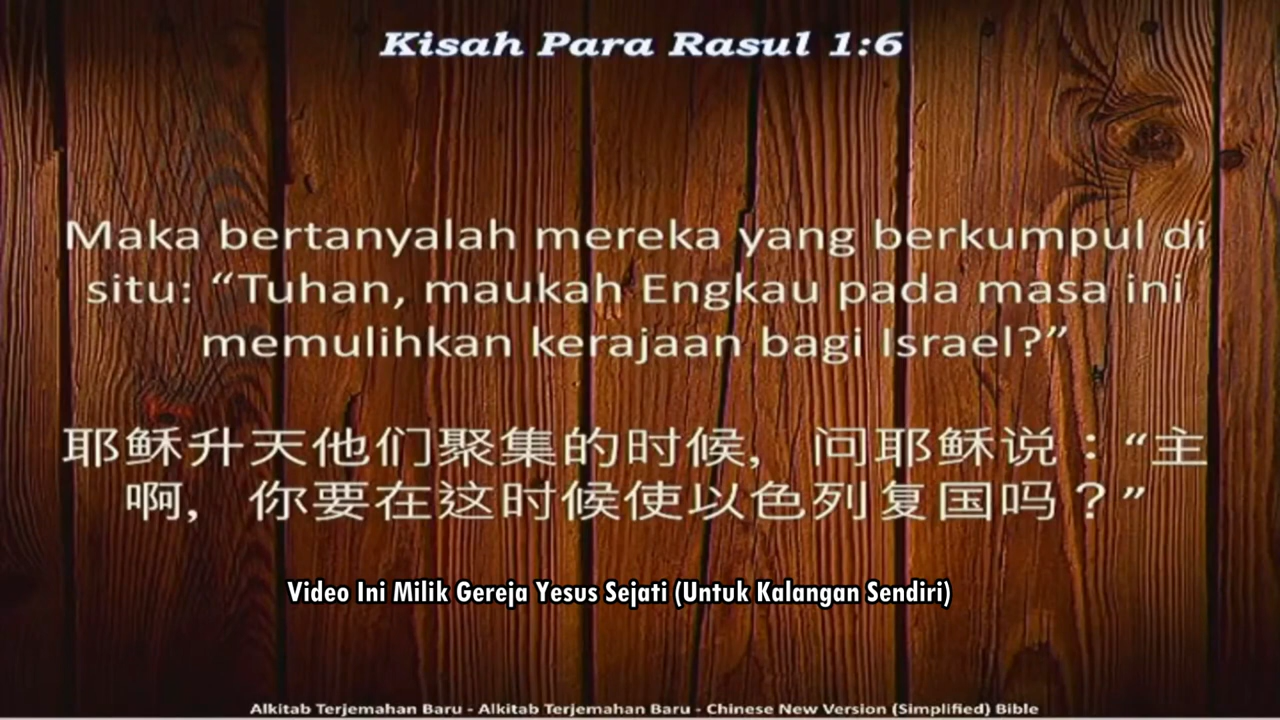 Kisah Para Rasul 1:6
Maka bertanyalah mereka yang berkumpul di
situ: “Tuhan, maukah Engkau pada masa ini
memulihkan kerajaan bagi Israel?”
耶稣升天他们聚集的时候， 问耶稣说：“主
啊， 你要在这时候使以色列复国吗？”
Video Ini Milik Gereja Yesus Sejati (Untuk Kalangan Sendiri)
Alkitab Terjemahan Baru - Alkitab Terjemahan Baru - Chinese New Version (Simplified) Bible